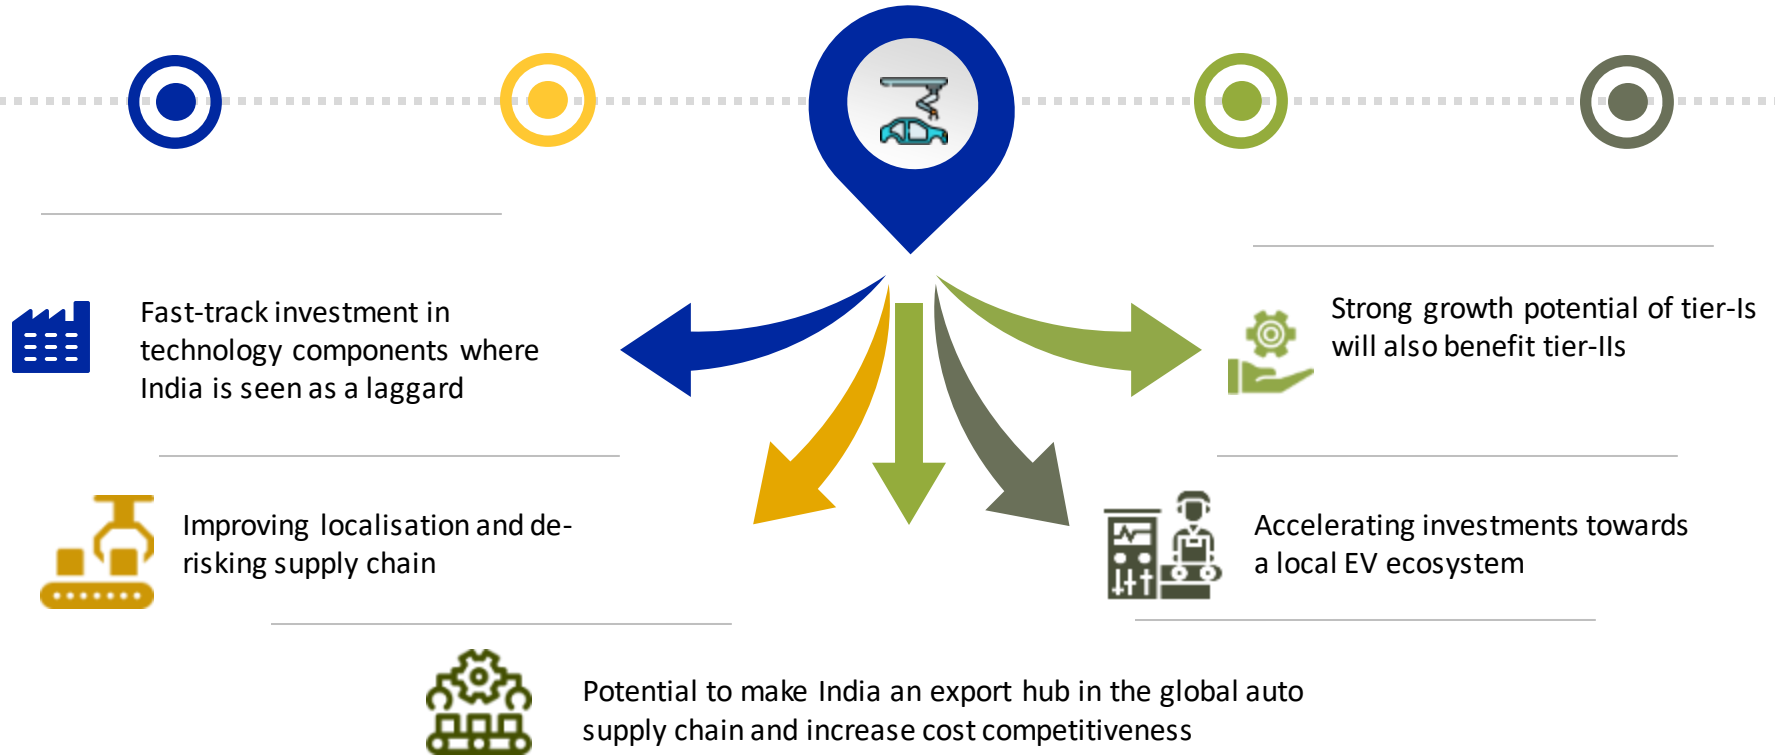 Fast-track investment in
technology components where
India is seen as a laggard
Strong growth potential of tier-Is
will also benefit tier-IIs
Improving localisation and de-
risking supply chain
Accelerating investments towards
a local EV ecosystem
Potential to make India an export hub in the global auto
supply chain and increase cost competitiveness